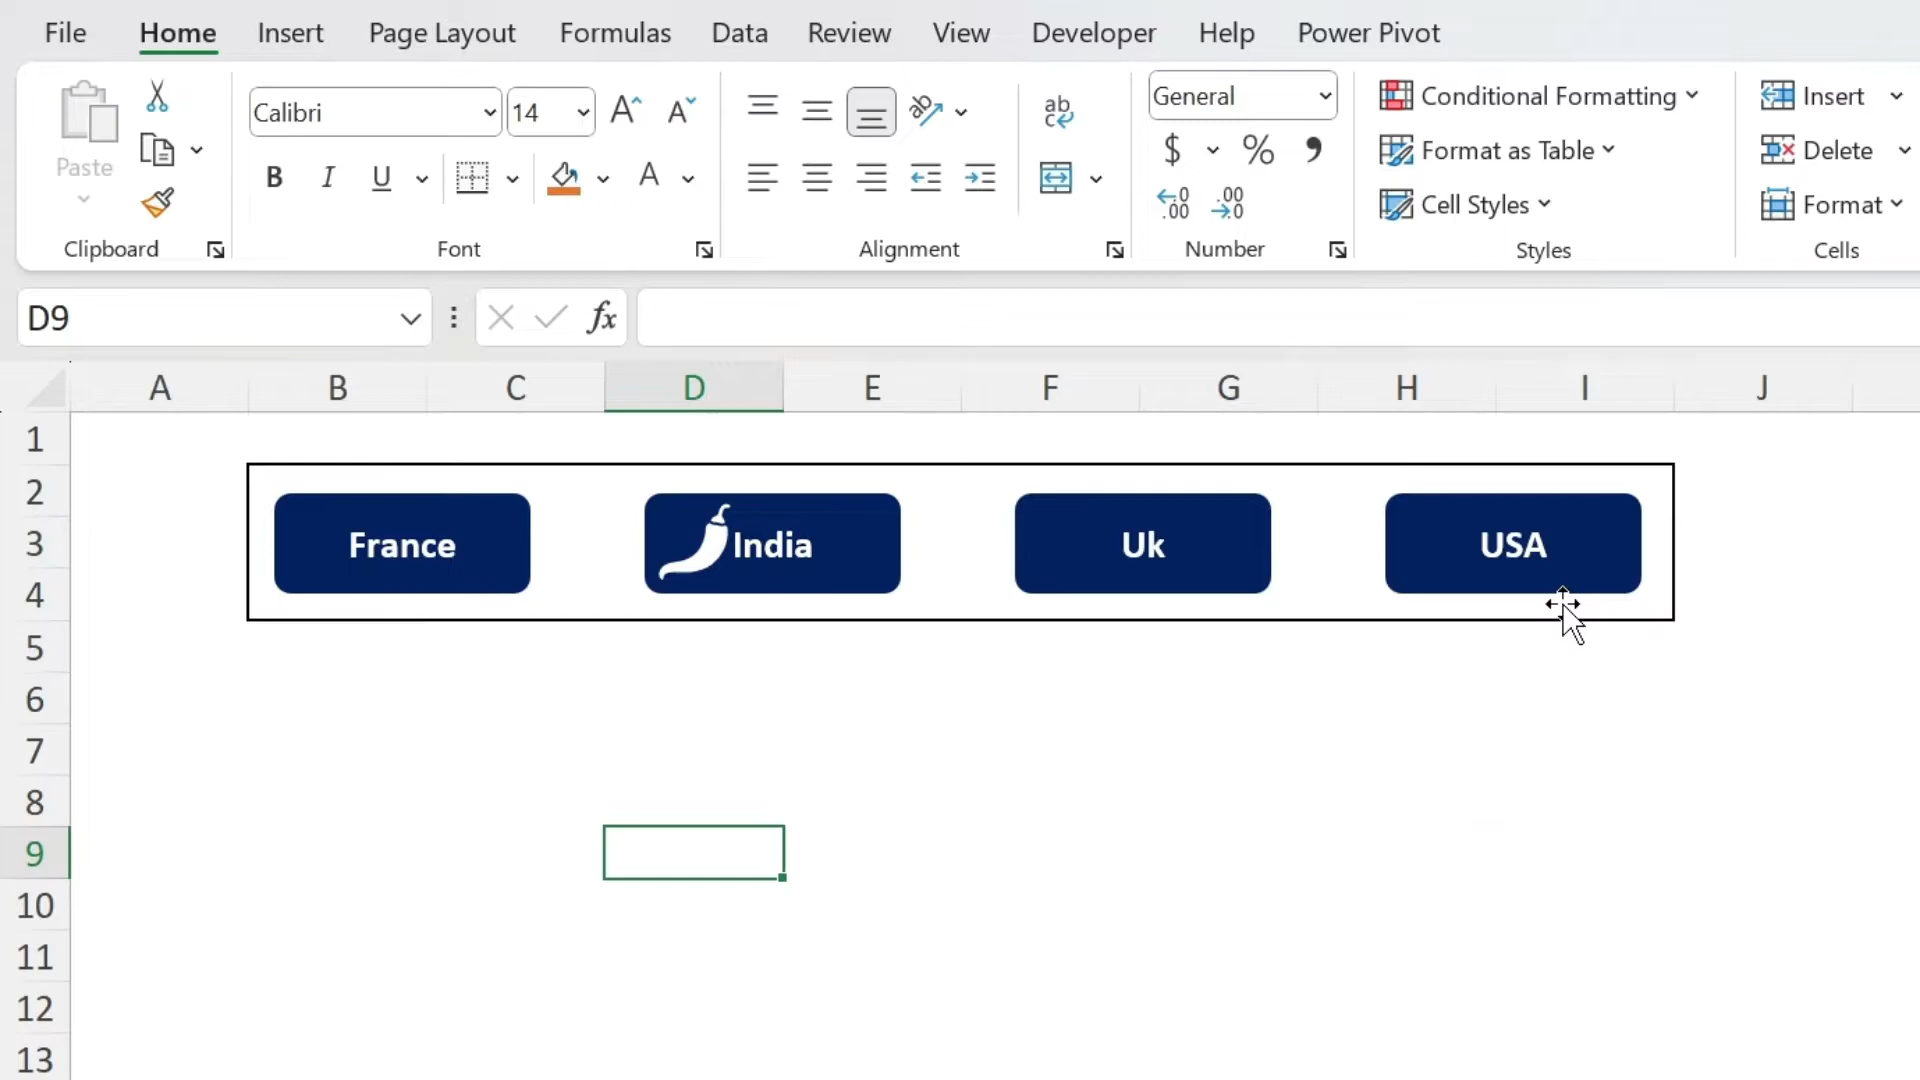 File Home Insert Page Layout Formulas Data Review View Developer Help Power Pivot
Calibri 14 General Conditional Formatting Insert
Paste B I U A $ % Format as Table Delete
Cell Styles Format
Clipboard Font Alignment Number Styles Cells
D9 fx
A B C D E F G H I J
1
2
3 France India Uk USA
4
5
6
7
8
9
10
11
12
13